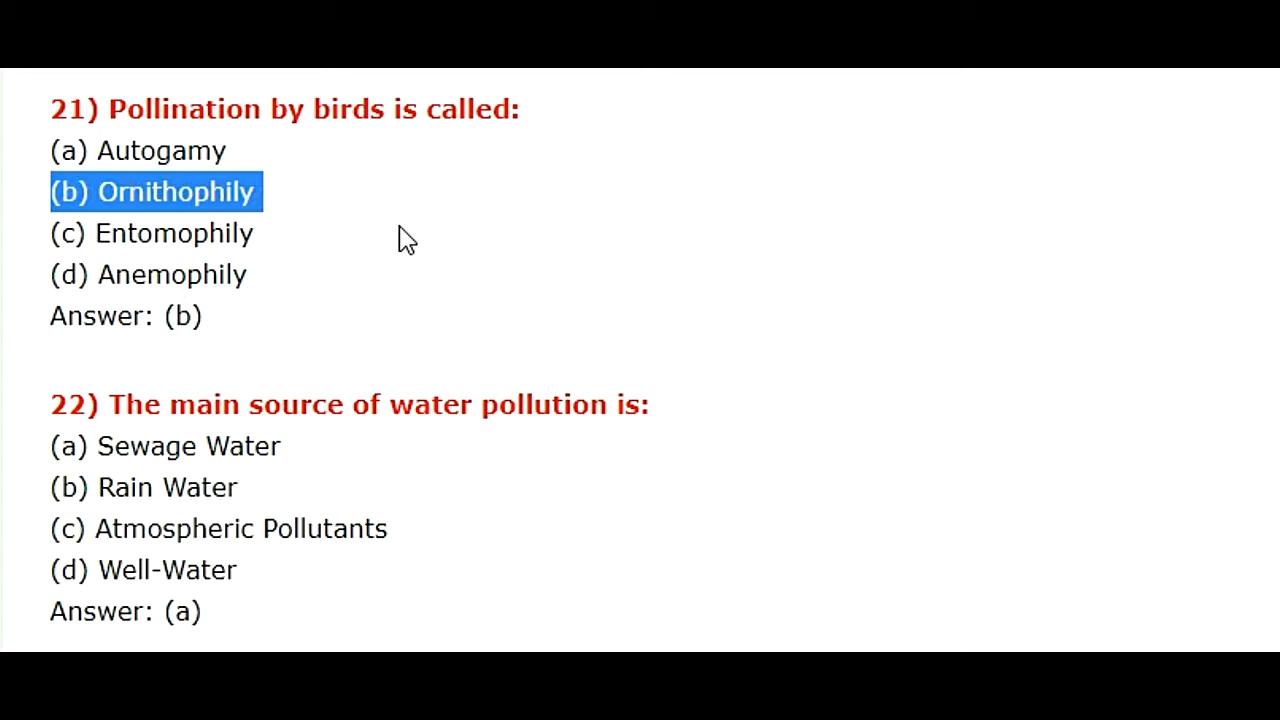 21) Pollination by birds is called:
(a) Autogamy
(b) Ornithophily
(c) Entomophily
(d) Anemophily
Answer: (b)
22) The main source of water pollution is:
(a) Sewage Water
(b) Rain Water
(c) Atmospheric Pollutants
(d) Well-Water
Answer: (a)